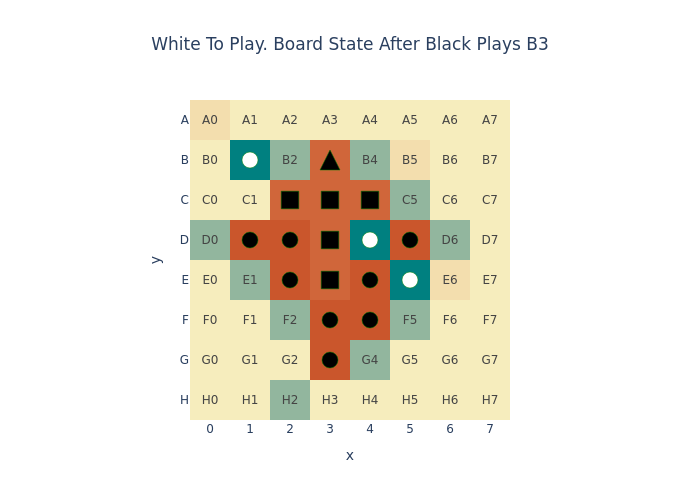 White To Play. Board State After Black Plays B3
A A0 A1 A2 A3 A4 A5 A6 A7
B B0 B2 B4 B5 B6 B7
C C0 C1 C5 C6 C7
D D0 D6 D7
y
E E0 E1 E6 E7
F F0 F1 F2 F5 F6 F7
G G0 G1 G2 G4 G5 G6 G7
H H0 H1 H2 H3 H4 H5 H6 H7
0 1 2 3 4 5 6 7
x